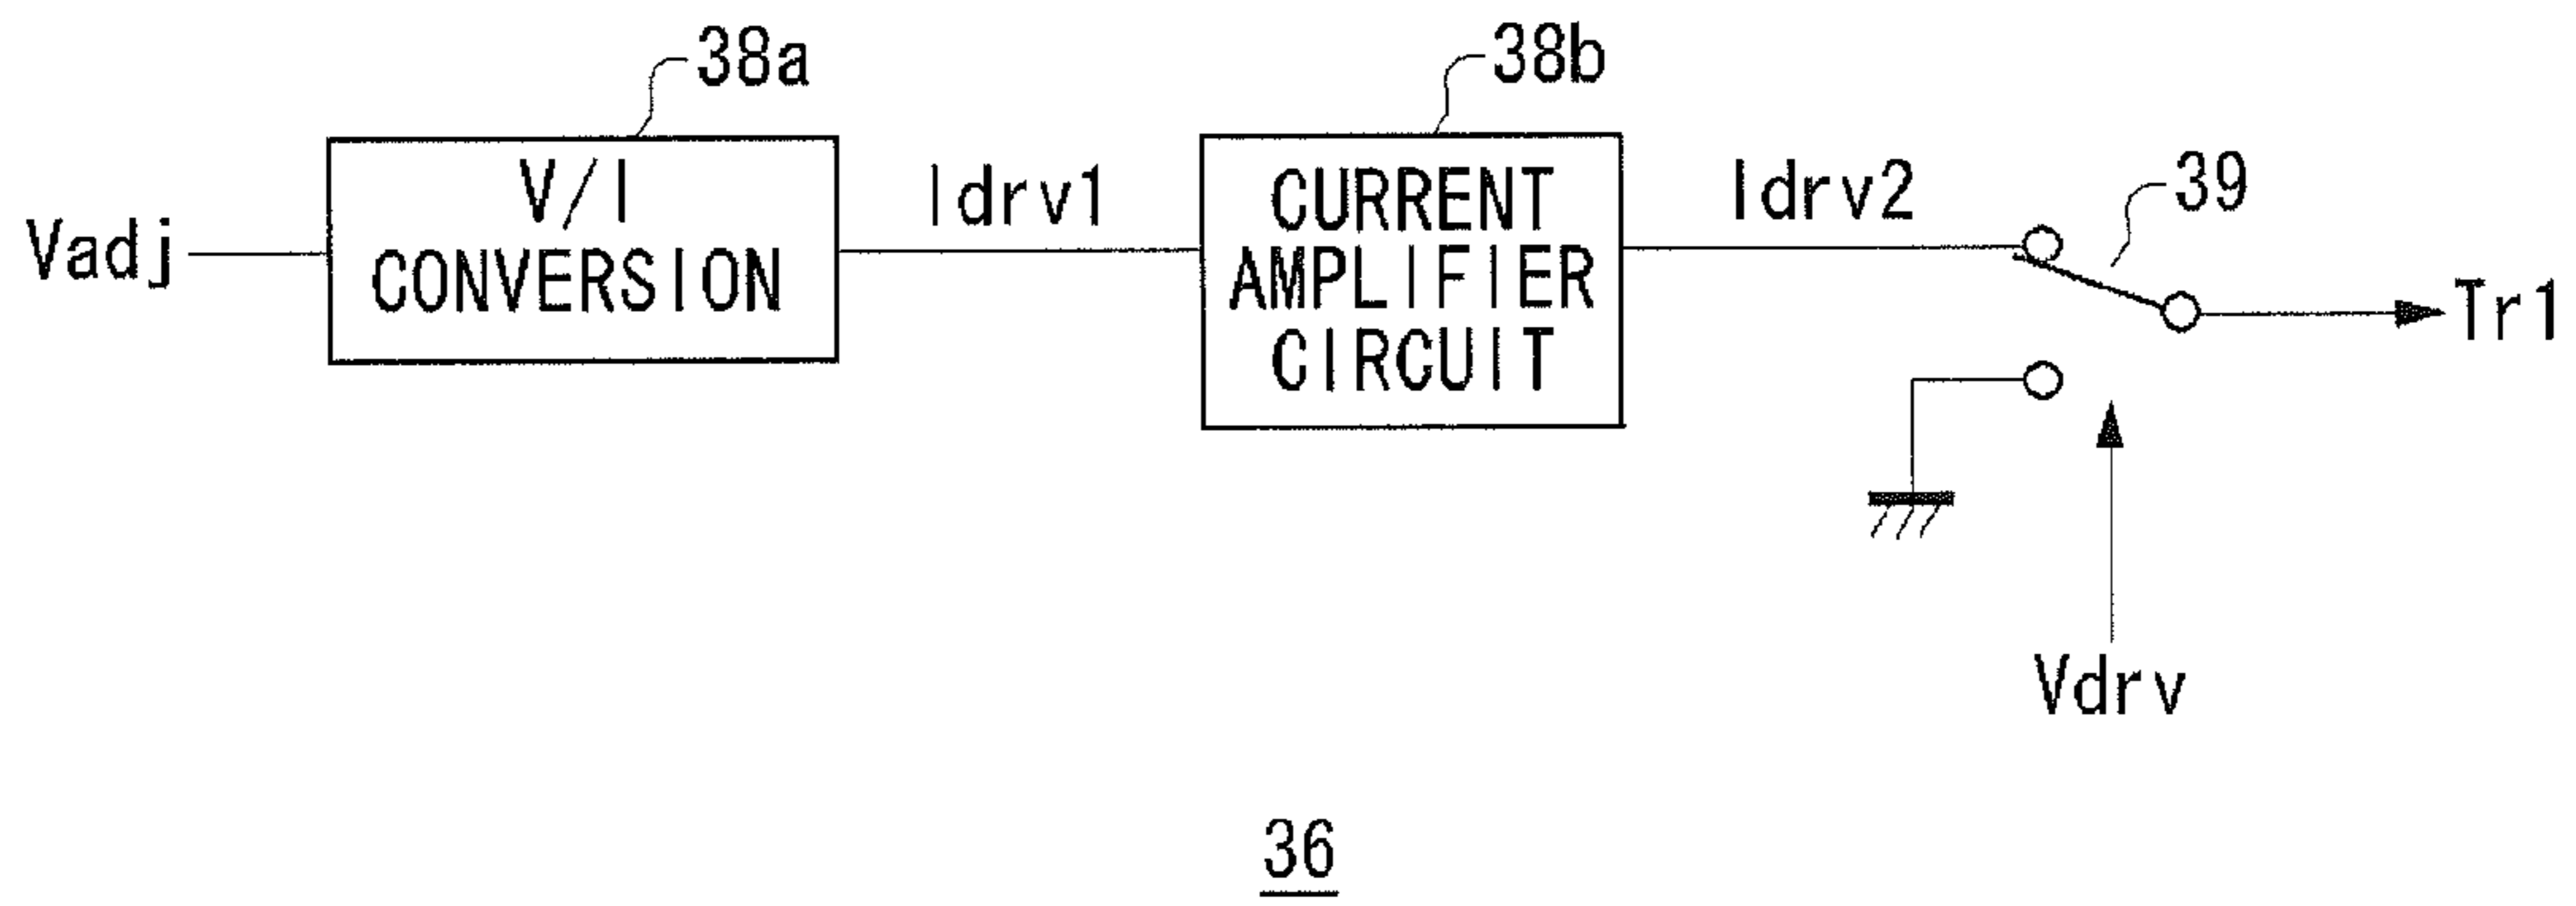 38a
38b
V/I
CONVERSION
Idrv1
CURRENT
AMPLIFIER
CIRCUIT
Idrv2
39
Vadj
Tr1
Vdrv
36